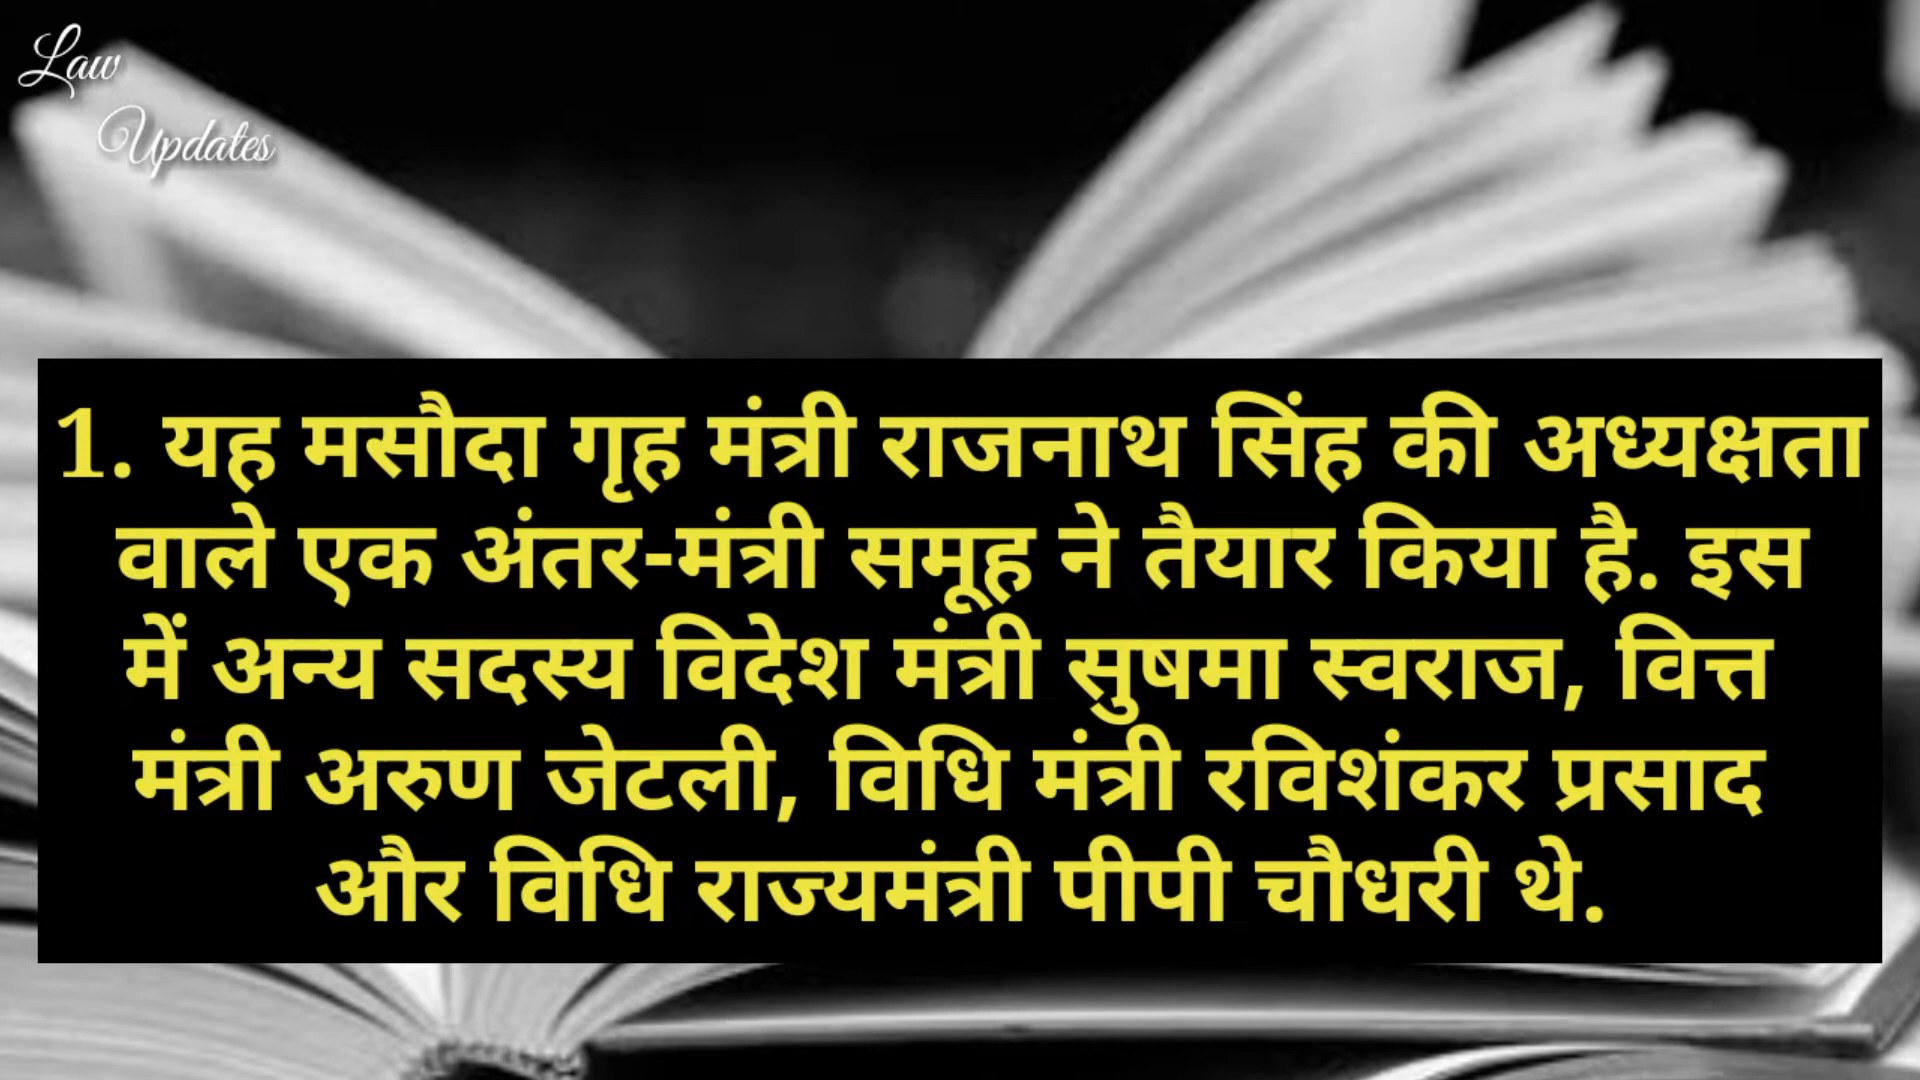 Law
Updates
1. यह मसौदा गृह मंत्री राजनाथ सिंह की अध्यक्षता
वाले एक अंतर-मंत्री समूह ने तैयार किया है. इस
में अन्य सदस्य विदेश मंत्री सुषमा स्वराज, वित्त
मंत्री अरुण जेटली, विधि मंत्री रविशंकर प्रसाद
और विधि राज्यमंत्री पीपी चौधरी थे.